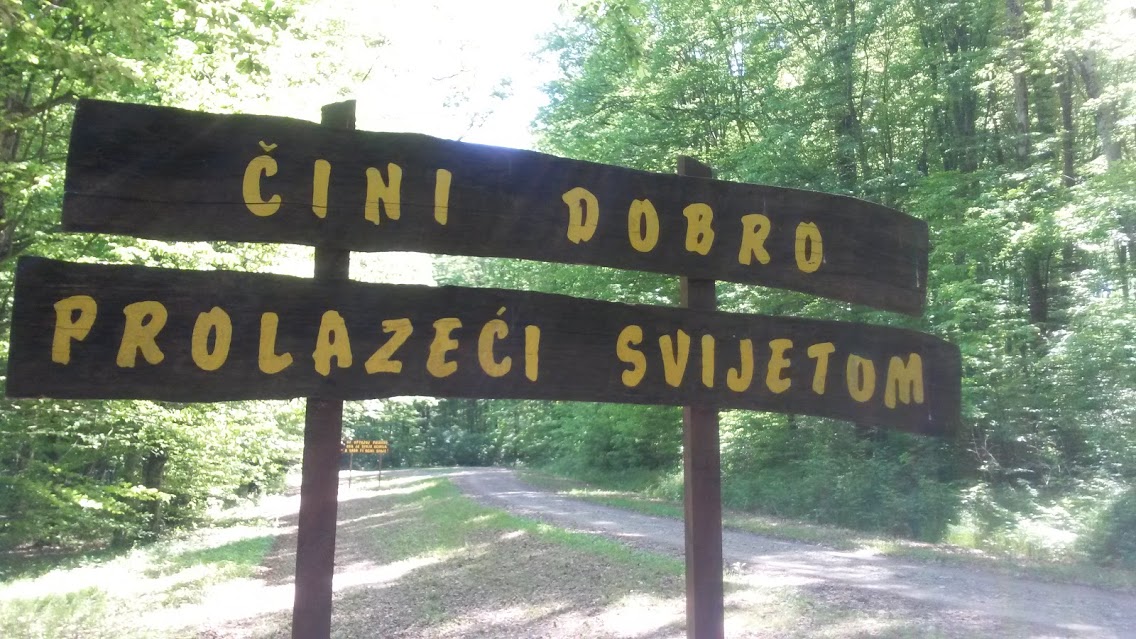 ČINI DOBRO
PROLAZEĆI SVIJETOM